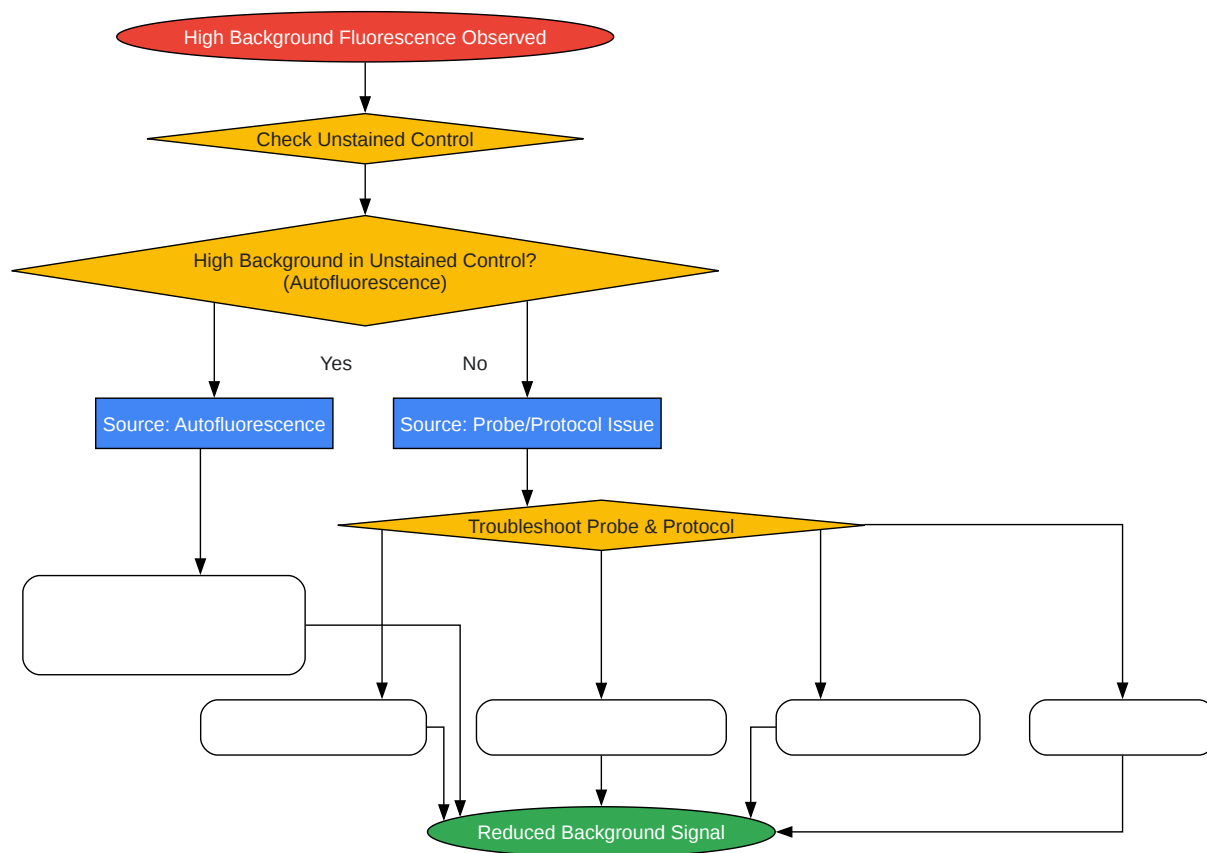 High Background Fluorescence Observed
Check Unstained Control
High Background in Unstained Control?
(Autofluorescence)
Yes
No
Source: Autofluorescence
Source: Probe/Protocol Issue
Troubleshoot Probe & Protocol
Reduced Background Signal